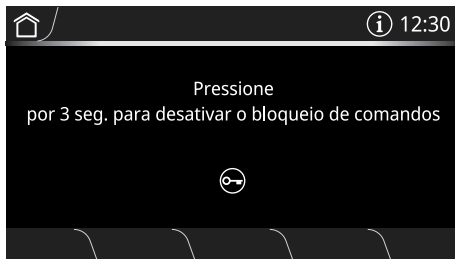 12:30
Pressione
por 3 seg. para desativar o bloqueio de comandos